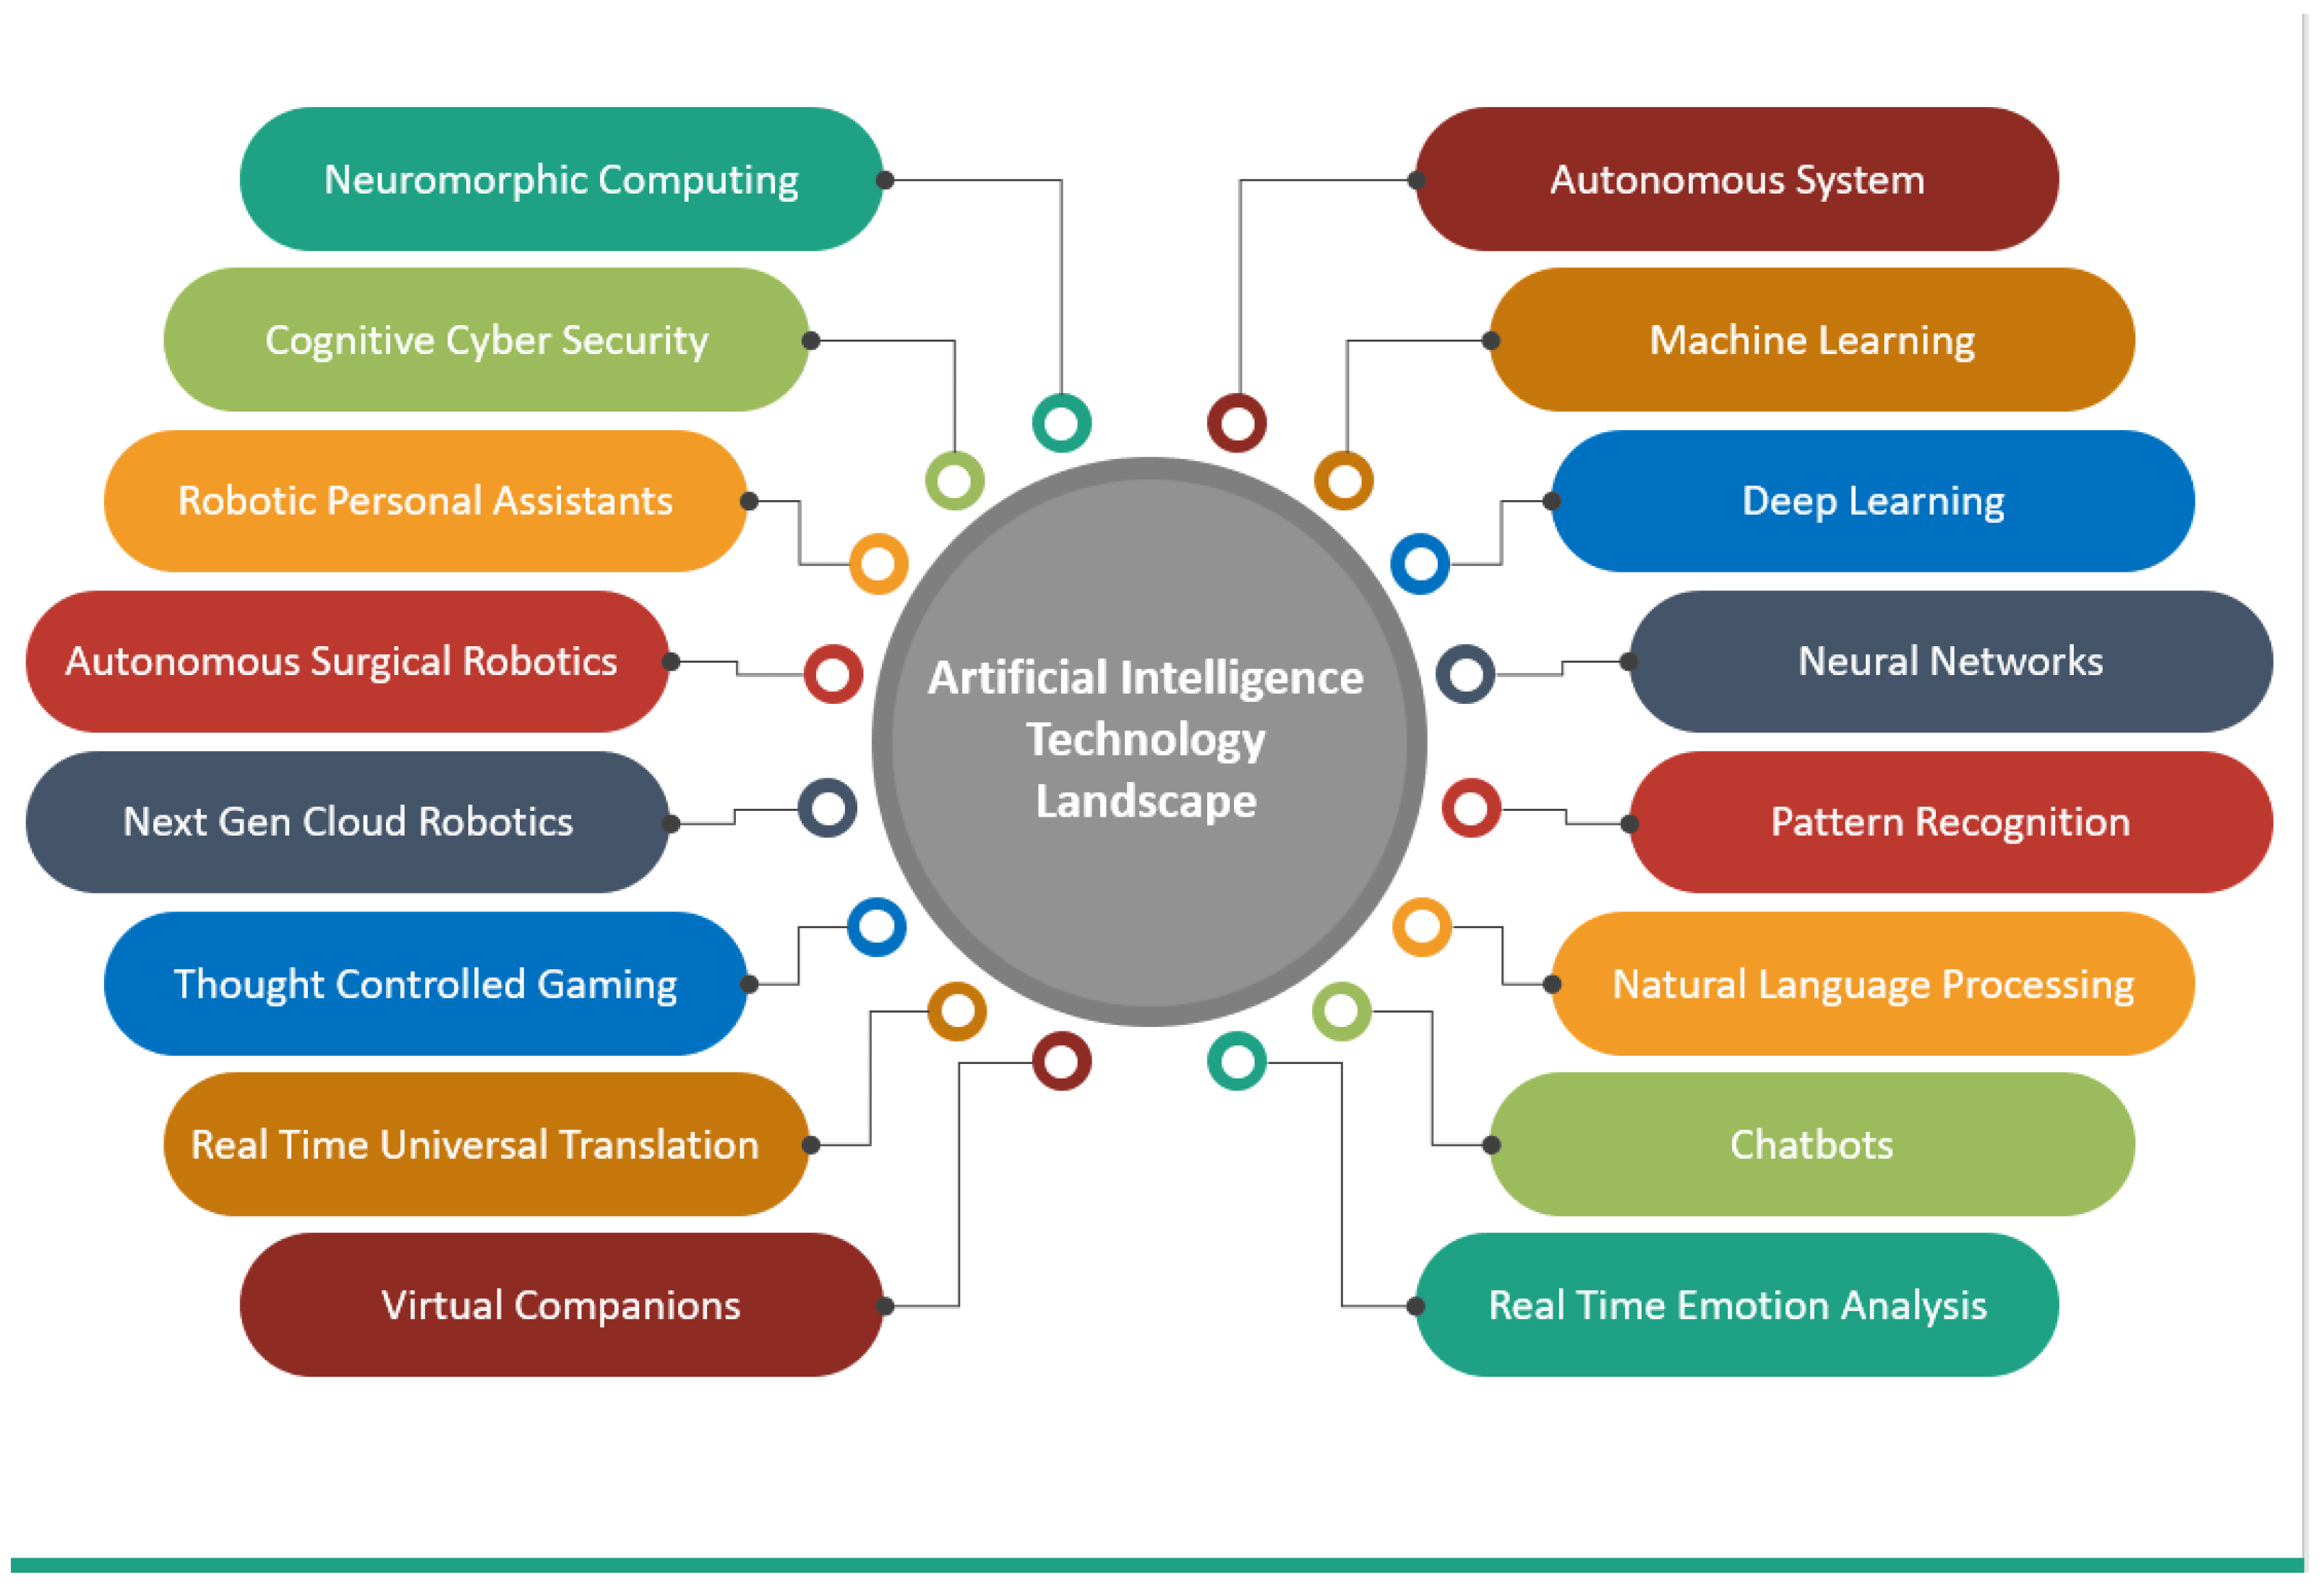 Neuromorphic Computing
Cognitive Cyber Security
Robotic Personal Assistants
Autonomous Surgical Robotics
Next Gen Cloud Robotics
Thought Controlled Gaming
Real Time Universal Translation
Virtual Companions
Artificial Intelligence
Technology
Landscape
Autonomous System
Machine Learning
Deep Learning
Neural Networks
Pattern Recognition
Natural Language Processing
Chatbots
Real Time Emotion Analysis